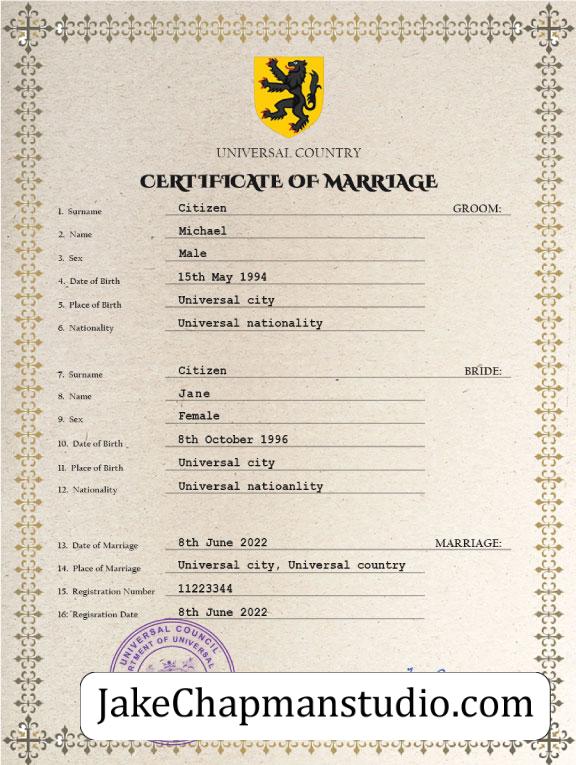 UNIVERSAL COUNTRY
CERTIFICATE OF MARRIAGE
1. Surname Citizen GROOM:
2. Name Michael
3. Sex Male
4. Date of Birth 15th May 1994
5. Place of Birth Universal city
6. Nationality Universal nationality
7. Surname Citizen BRIDE:
8. Name Jane
9. Sex Female
10. Date of Birth 8th October 1996
11. Place of Birth Universal city
12. Nationality Universal natioanlity
13. Date of Marriage 8th June 2022 MARRIAGE:
14. Place of Marriage Universal city, Universal country
15. Registration Number 11223344
16. Regisration Date 8th June 2022
UNIVERSAL COUNCIL
OF UNIVERSAL
JakeChapmanstudio.com